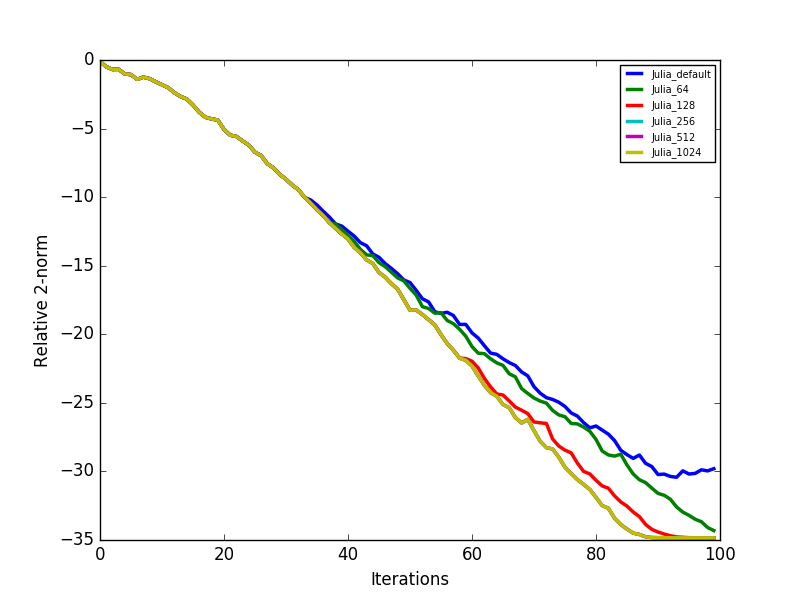 0
−5
−10
−15
−20
−25
−30
−35
0
20
40
60
80
100
Relative 2-norm
Iterations
Julia_default
Julia_64
Julia_128
Julia_256
Julia_512
Julia_1024